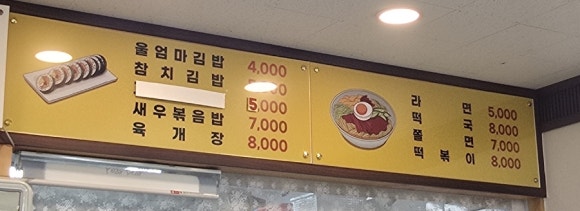 울엄마김밥 4,000
참치김밥
5,000
새우볶음밥 7,000
육개장 8,000
라면 5,000
떡국 8,000
쫄면 7,000
떡볶이 8,000